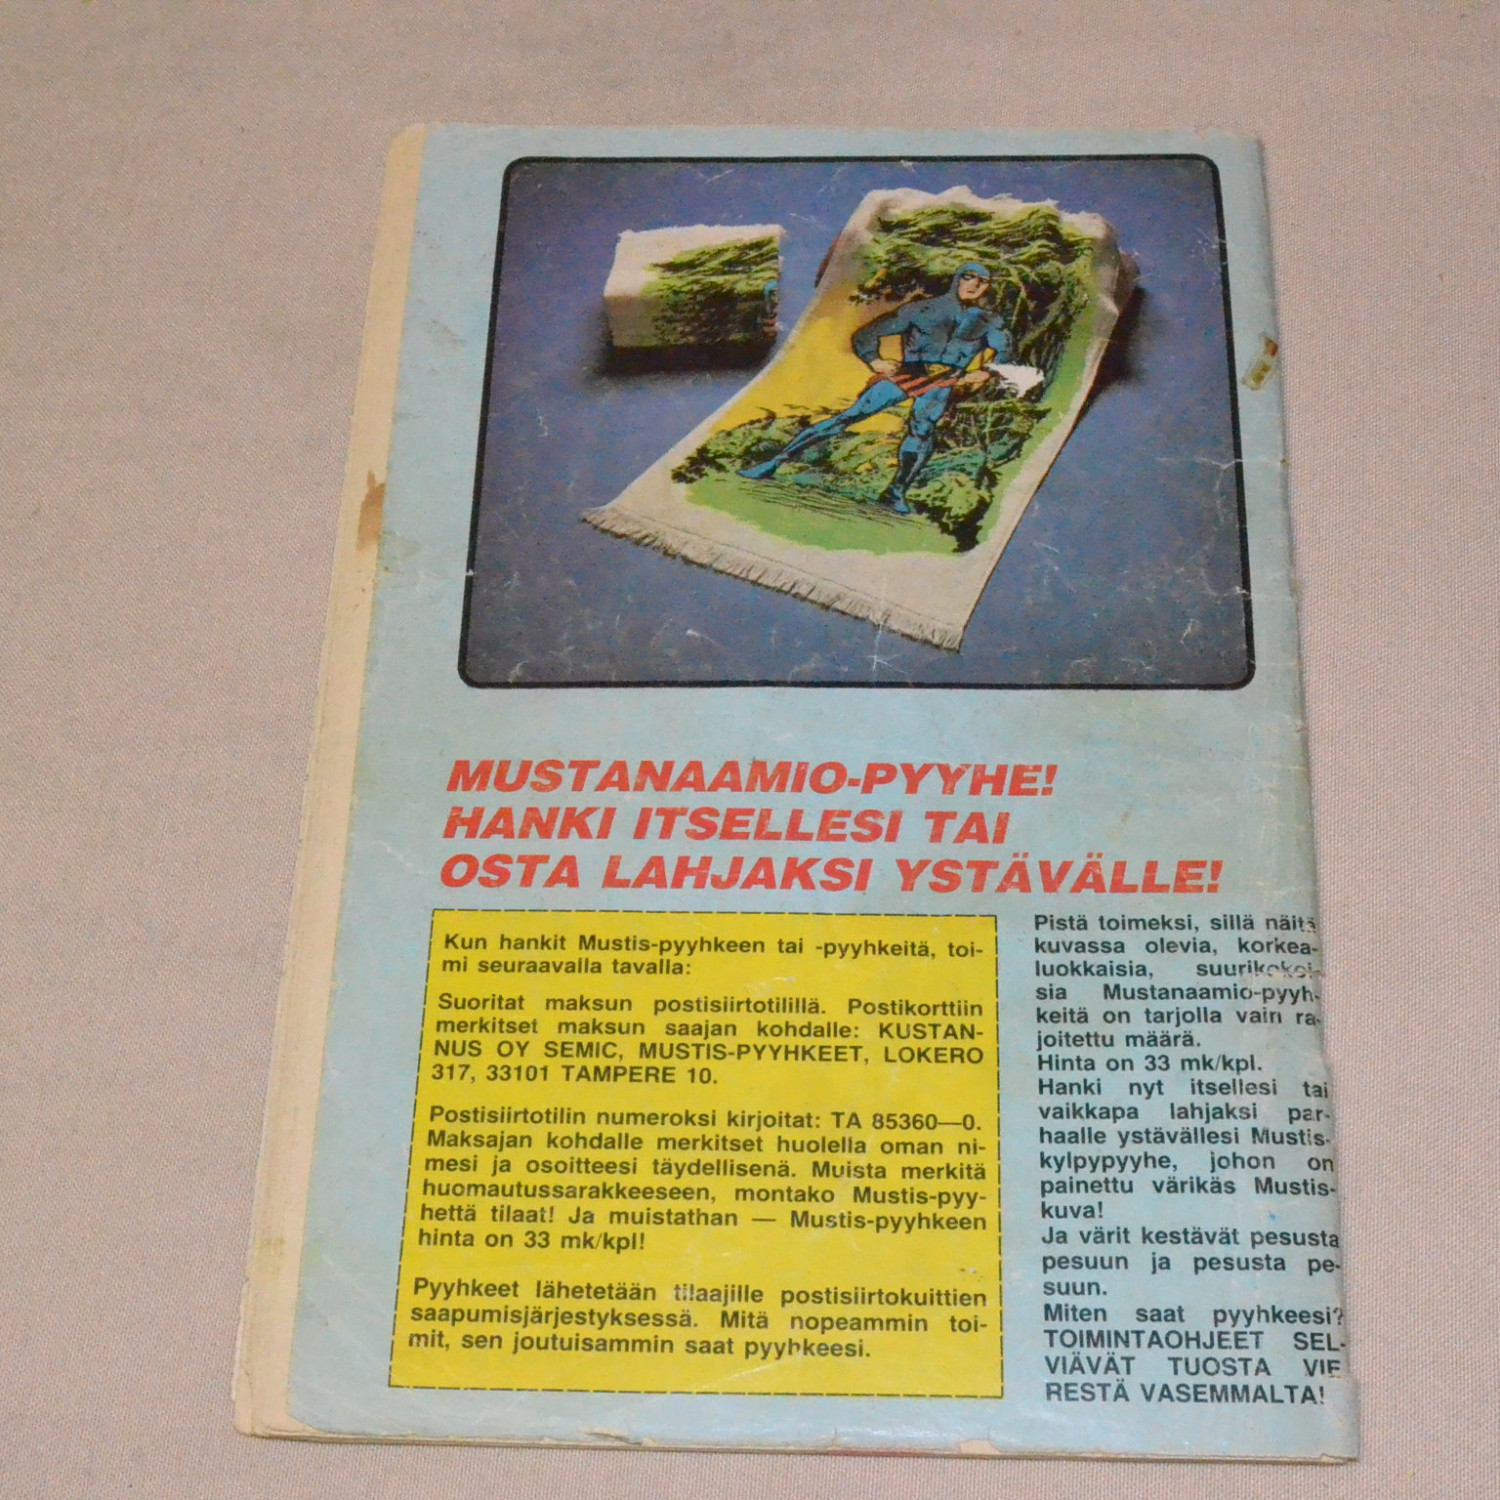 MUSTANAAMIO-PYYHE!
HANKI ITSELLESI TAI
OSTA LAHJAKSI YSTÄVÄLLE!
Kun hankit Mustis-pyyhkeen tai -pyyhkeitä, toi-
mi seuraavalla tavalla:
Suoritat maksun postisiirtotilillä. Postikorttiin
merkitset maksun saajan kohdalle: KUSTAN-
NUS OY SEMIC, MUSTIS-PYYHKEET, LOKERO
317, 33101 TAMPERE 10.
Postisiirtotilin numeroksi kirjoitat: TA 85360—0.
Maksajan kohdalle merkitset huolella oman ni-
mesi ja osoitteesi täydellisenä. Muista merkitä
huomautussarakkeeseen, montako Mustis-pyy-
hettä tilaat! Ja muistathan — Mustis-pyyhkeen
hinta on 33 mk/kpl!
Pyyhkeet lähetetään tilaajille postisiirtokuittien
saapumisjärjestyksessä. Mitä nopeammin toi-
mit, sen joutuisammin saat pyyhkeesi.
Pistä toimeksi, sillä näitä
kuvassa olevia, korkea-
luokkaisia, suurikokoi-
sia Mustanaamio-pyyh-
keitä on tarjolla vain ra-
joitettu määrä.
Hinta on 33 mk/kpl.
Hanki nyt itsellesi tai
vaikkapa lahjaksi par-
haalle ystävällesi Mustis-
kylpypyyhe, johon on
painettu värikäs Mustis-
kuva!
Ja värit kestävät pesusta
pesuun ja pesusta pe-
suun.
Miten saat pyyhkeesi?
TOIMINTAOHJEET SEL-
VIÄVÄT TUOSTA VIE
RESTÄ VASEMMALTA!